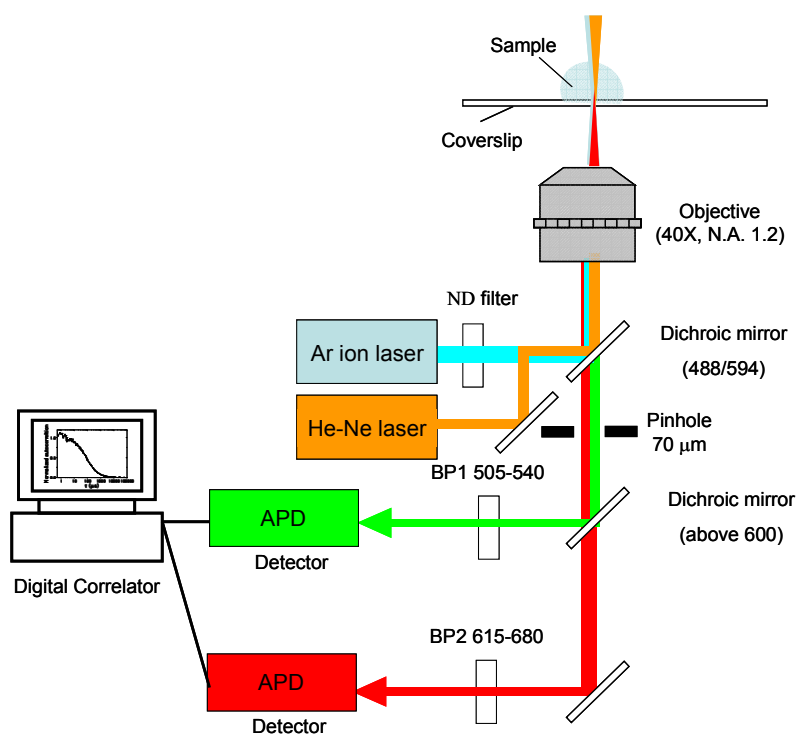 Sample
Coverslip
Objective
(40X, N.A. 1.2)
ND filter
Ar ion laser
Dichroic mirror
(488/594)
He-Ne laser
Pinhole
70 μm
BP1 505-540
APD
Detector
Dichroic mirror
(above 600)
Digital Correlator
BP2 615-680
APD
Detector